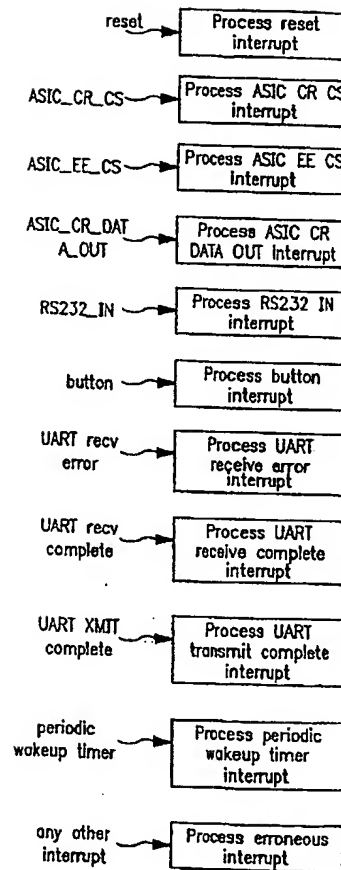 reset
Process reset
interrupt
ASIC_CR_CS
Process ASIC CR CS
interrupt
ASIC_EE_CS
Process ASIC EE CS
interrupt
ASIC_CR_DAT
A_OUT
Process ASIC CR
DATA OUT interrupt
RS232_IN
Process RS232 IN
interrupt
button
Process button
interrupt
UART recv
error
Process UART
receive error
interrupt
UART recv
complete
Process UART
receive complete
interrupt
UART XMIT
complete
Process UART
transmit complete
interrupt
periodic
wakeup timer
Process periodic
wakeup timer
interrupt
any other
interrupt
Process erroneous
interrupt